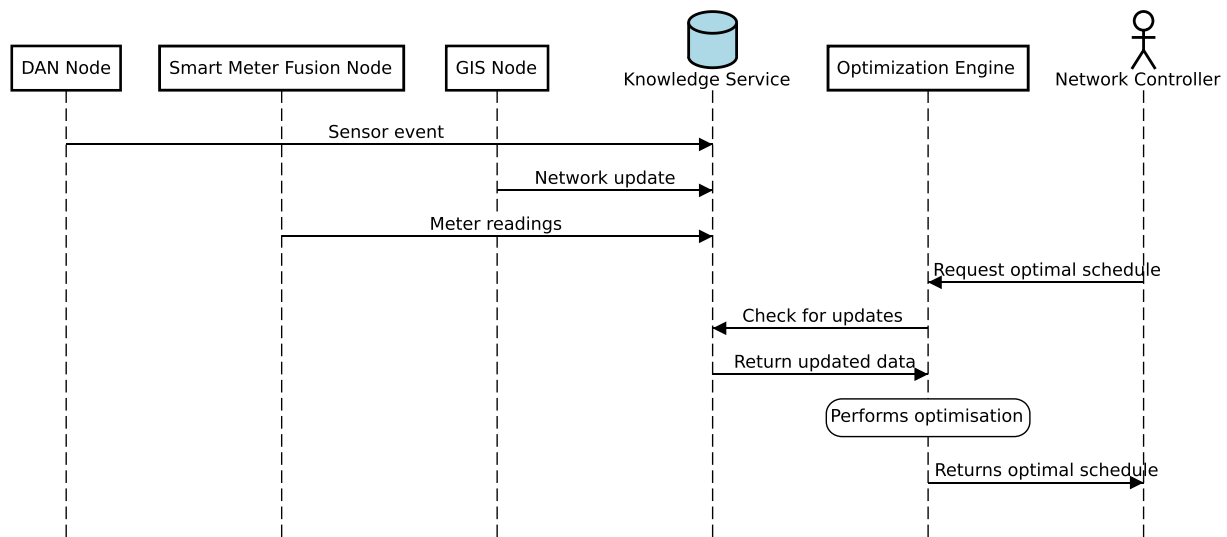 DAN Node
Smart Meter Fusion Node
GIS Node
Knowledge Service
Optimization Engine
Network Controller
Sensor event
Network update
Meter readings
Request optimal schedule
Check for updates
Return updated data
Performs optimisation
Returns optimal schedule